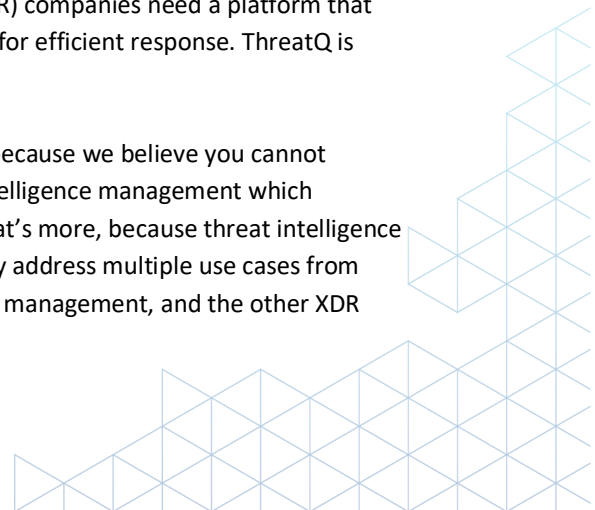 R) companies need a platform that
for efficient response. ThreatQ is
ecause we believe you cannot
elligence management which
at’s more, because threat intelligence
y address multiple use cases from
management, and the other XDR